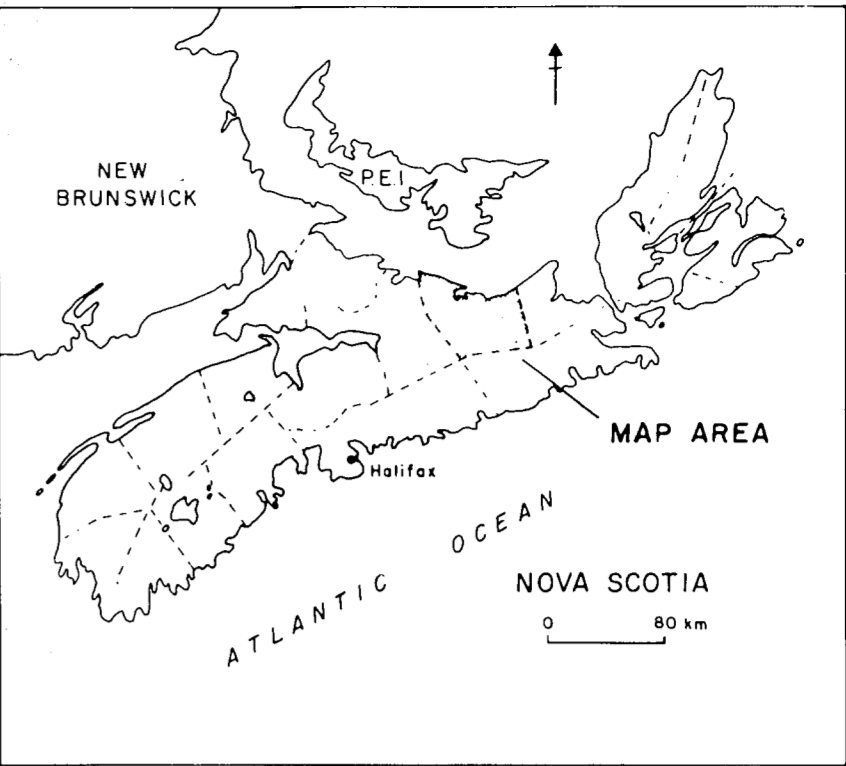 NEW
BRUNSWICK
P.E.I
MAP AREA
Halifax
ATLANTIC OCEAN
NOVA SCOTIA
0 80 km